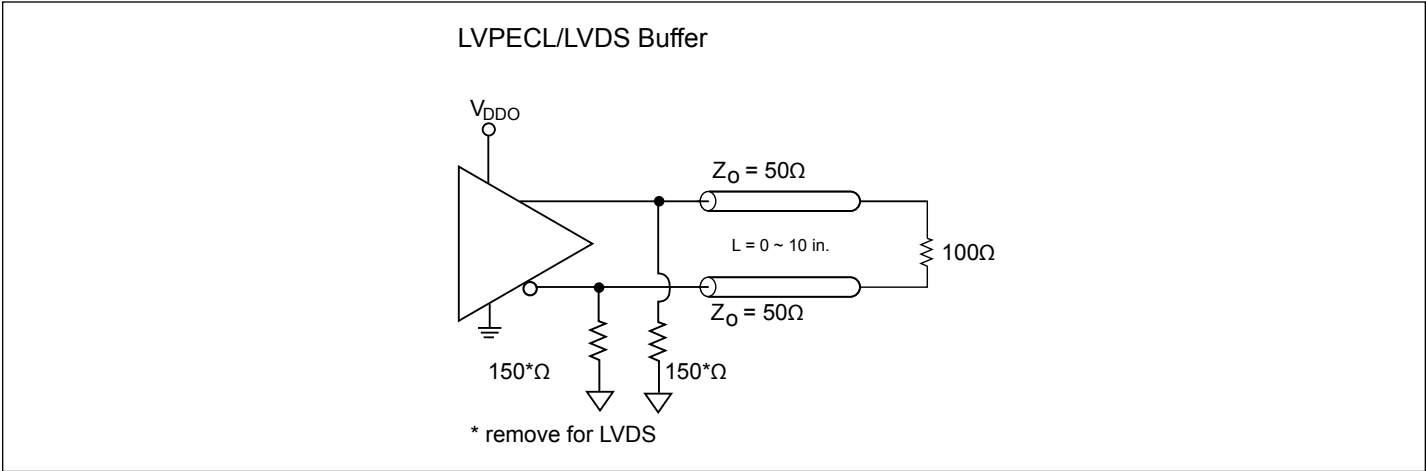 LVPECL/LVDS Buffer
VDDO
ZO = 50Ω
L = 0 ~ 10 in.
100Ω
ZO = 50Ω
150*Ω
150*Ω
* remove for LVDS